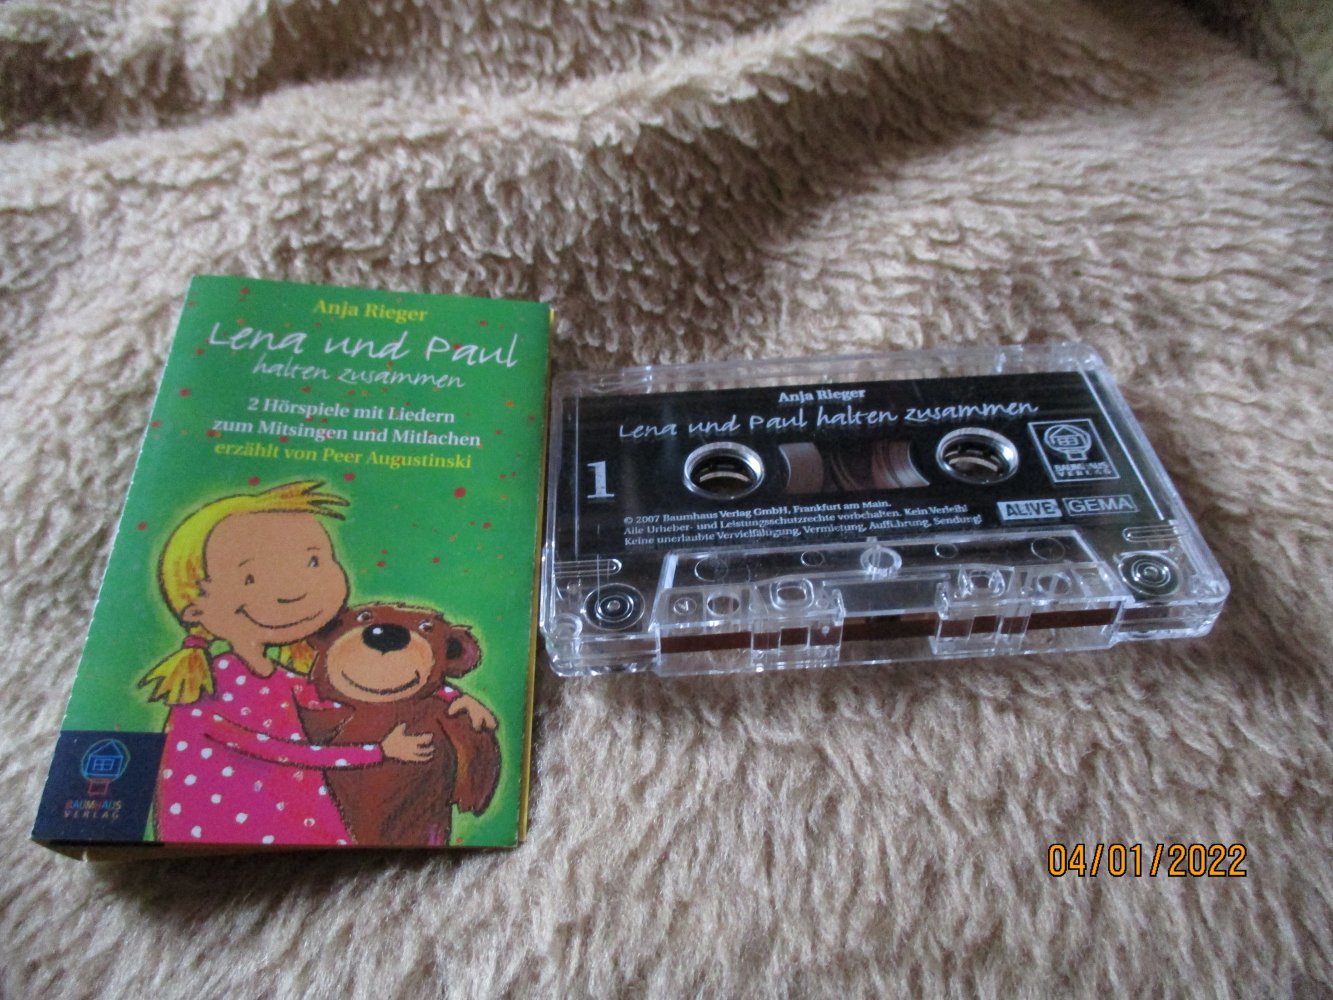 Anja Rieger
Lena und Paul
halten zusammen
2 Hörspiele mit Liedern
zum Mitsingen und Mitlachen
erzählt von Peer Augustinski
BAUMHAUS
VERLAG
Anja Rieger
Lena und Paul halten zusammen
1
BAUMHAUS
VERLAG
© 2007 Baumhaus Verlag GmbH, Frankfurt am Main.
Alle Urheber- und Leistungsschutzrechte vorbehalten. Kein Verleih!
Keine unerlaubte Vervielfältigung, Vermietung, Aufführung, Sendung!
ALIVE
GEMA
04/01/2022